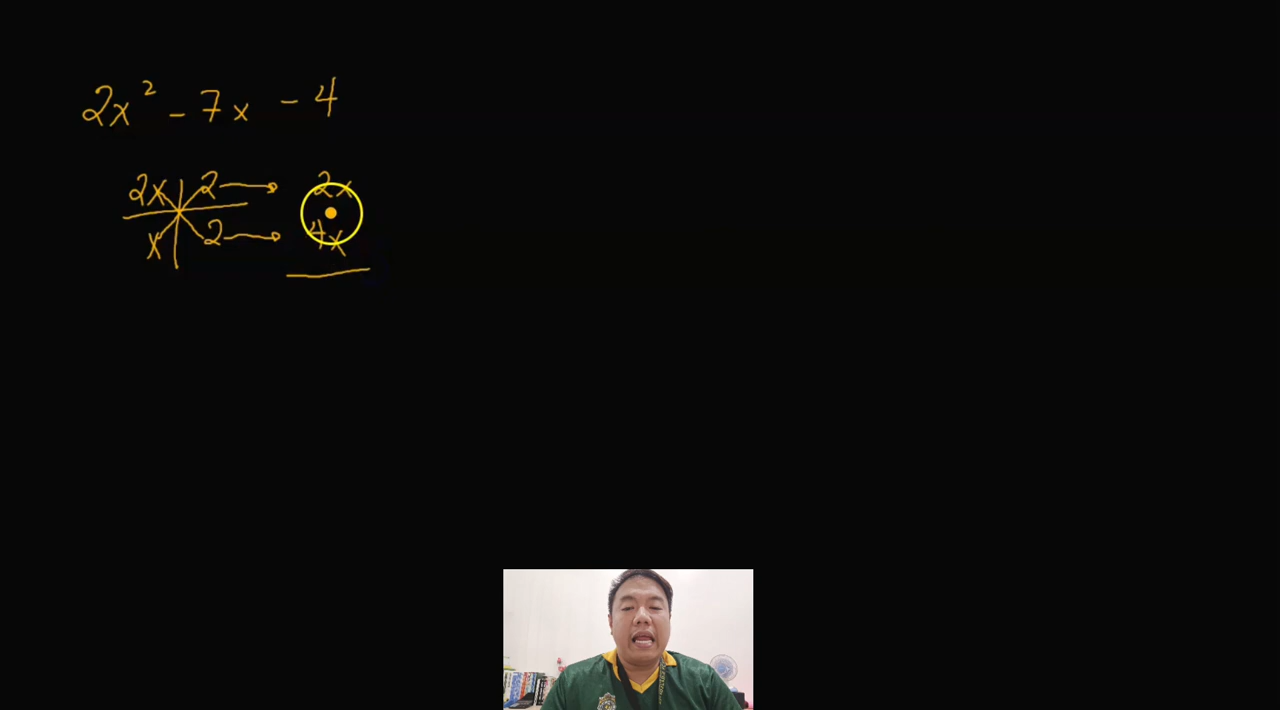 2x² - 7x - 4
2x 2 → 2x
x 2 → 4x